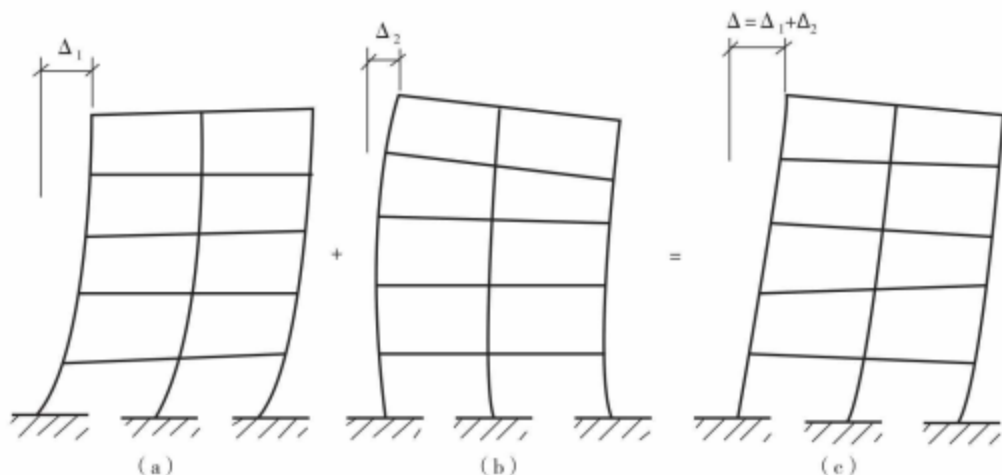 Δ₁
Δ₂
Δ=Δ₁+Δ₂
+
=
(a)
(b)
(c)